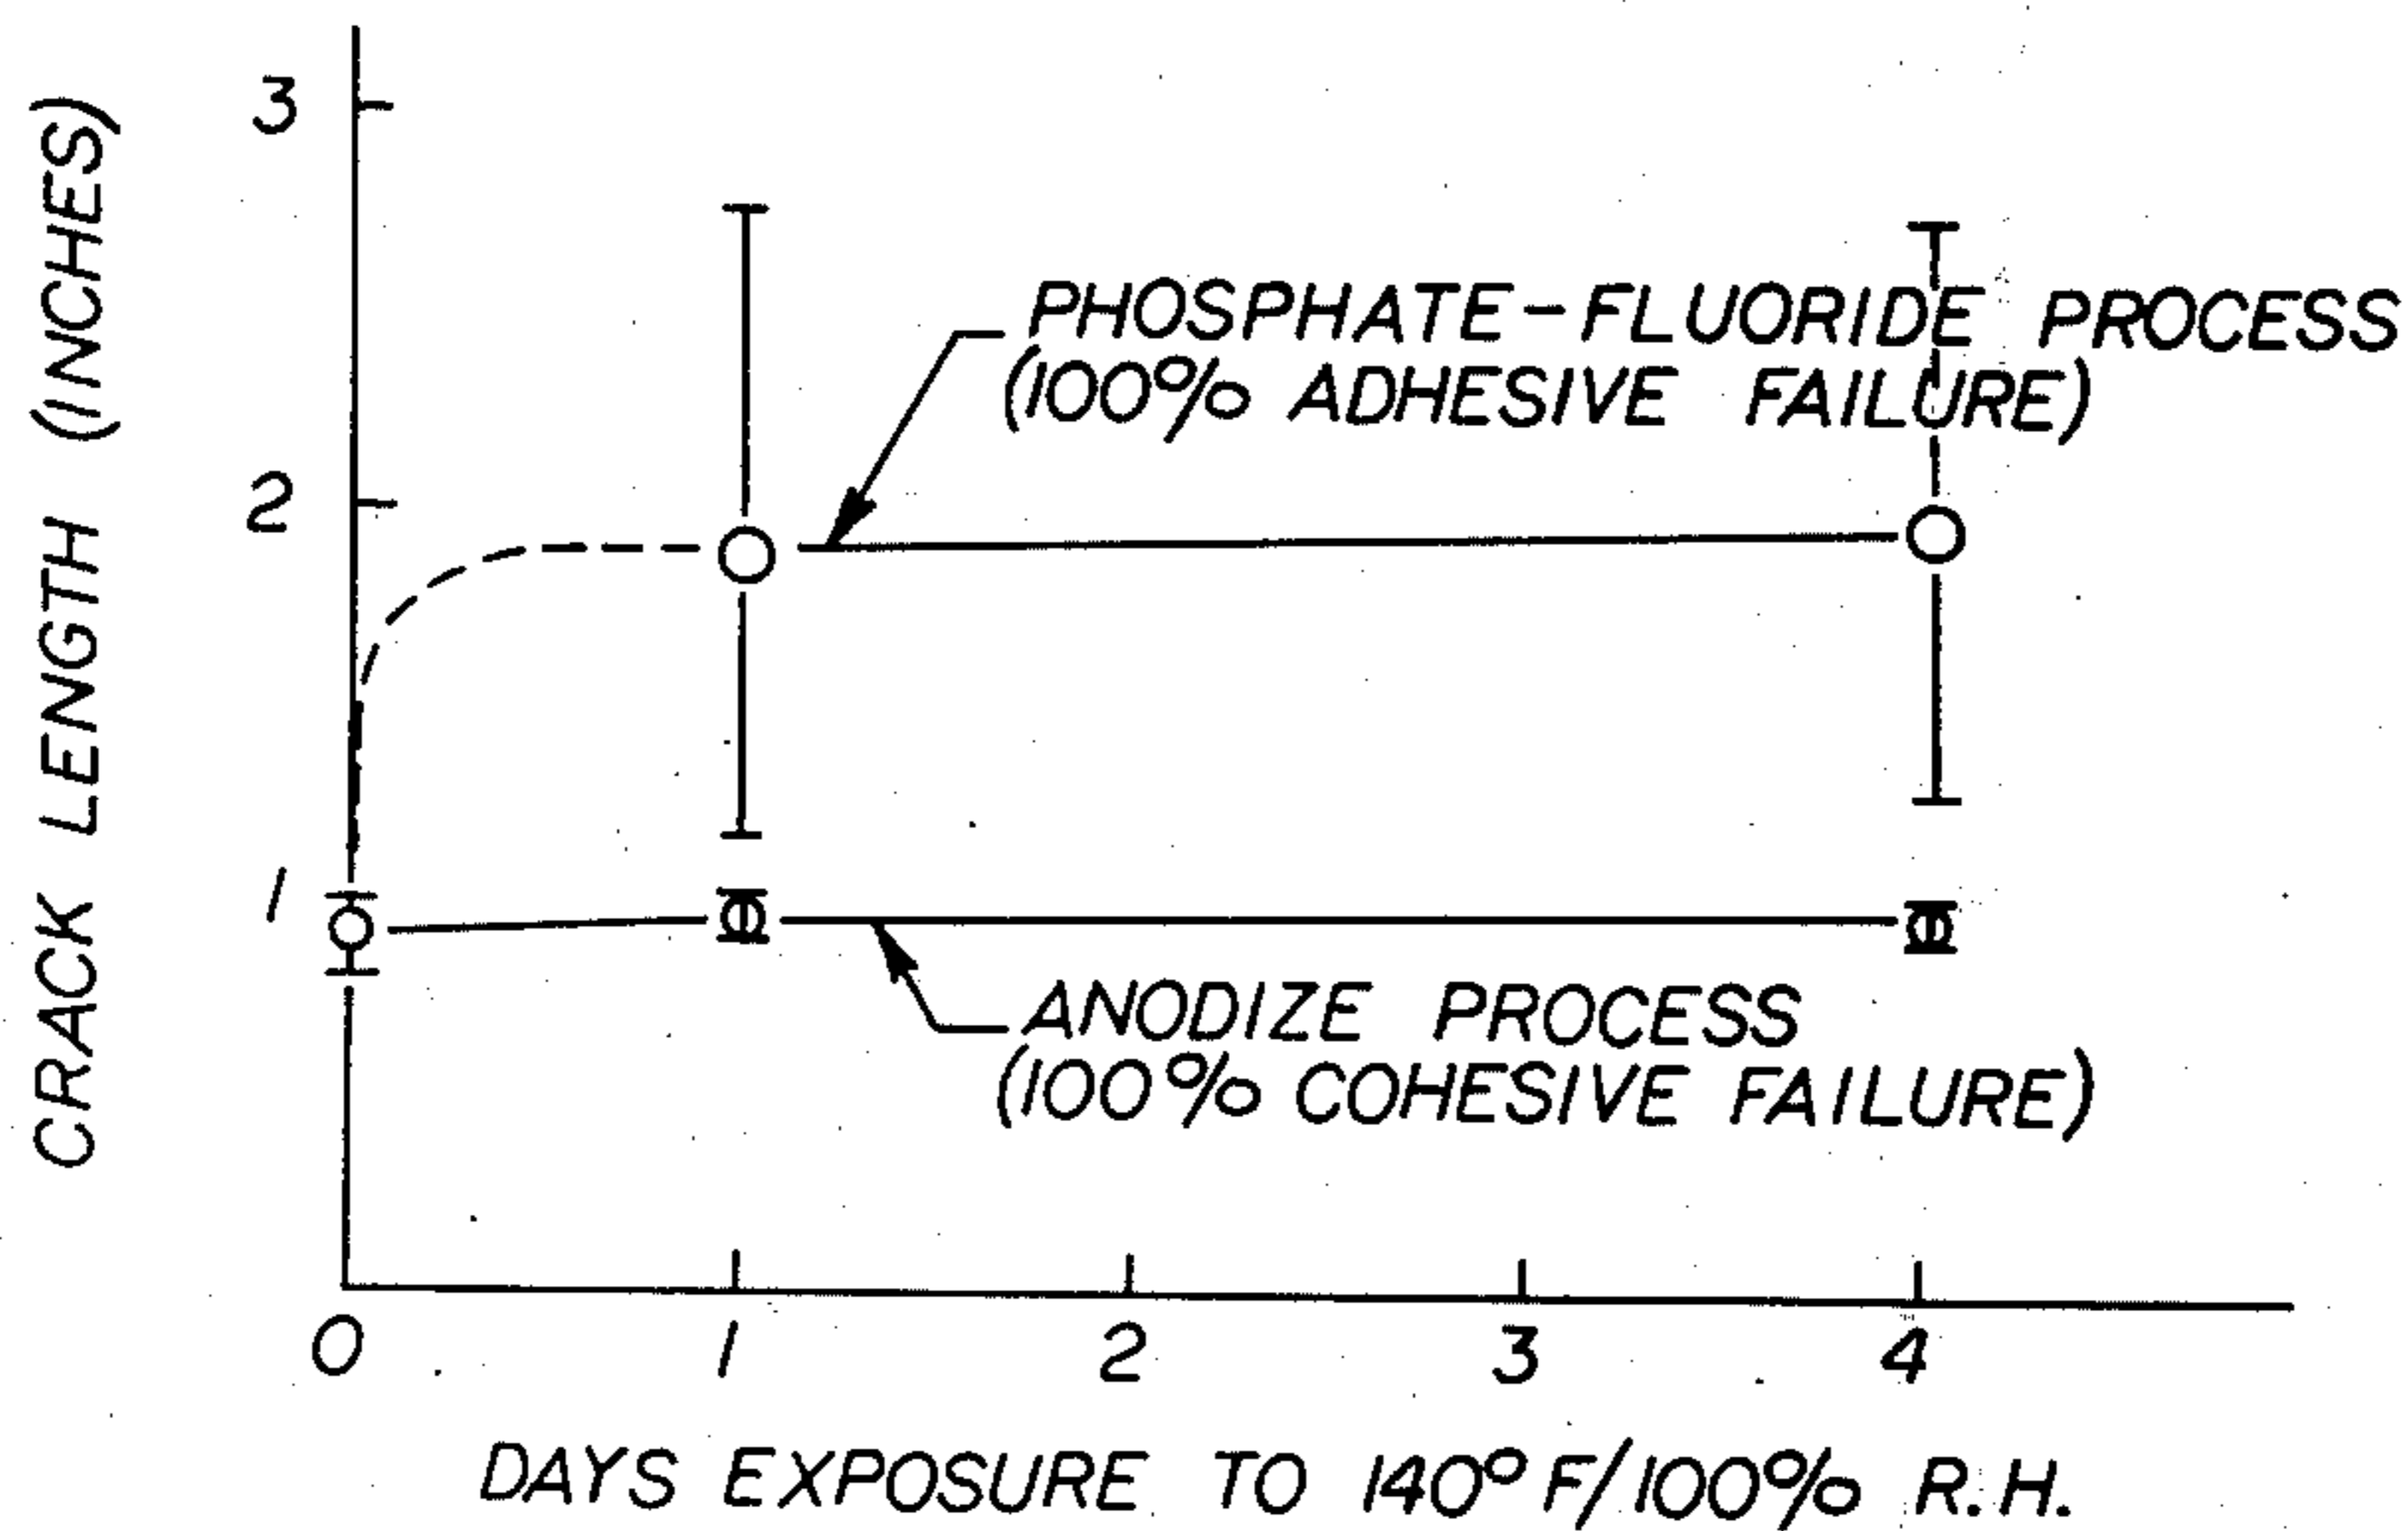 3
2
1
CRACK LENGTH (INCHES)
PHOSPHATE-FLUORIDE PROCESS
(100% ADHESIVE FAILURE)
ANODIZE PROCESS
(100% COHESIVE FAILURE)
0 1 2 3 4
DAYS EXPOSURE TO 140° F/100% R.H.